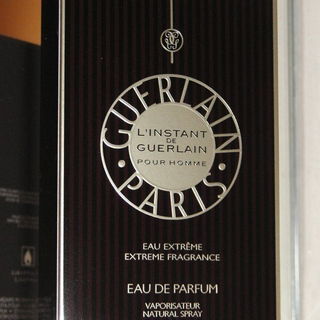 GUERLAIN
L'INSTANT
DE
GUERLAIN
POUR HOMME
PARIS
EAU EXTRÊME
EXTREME FRAGRANCE
EAU DE PARFUM
VAPORISATEUR
NATURAL SPRAY